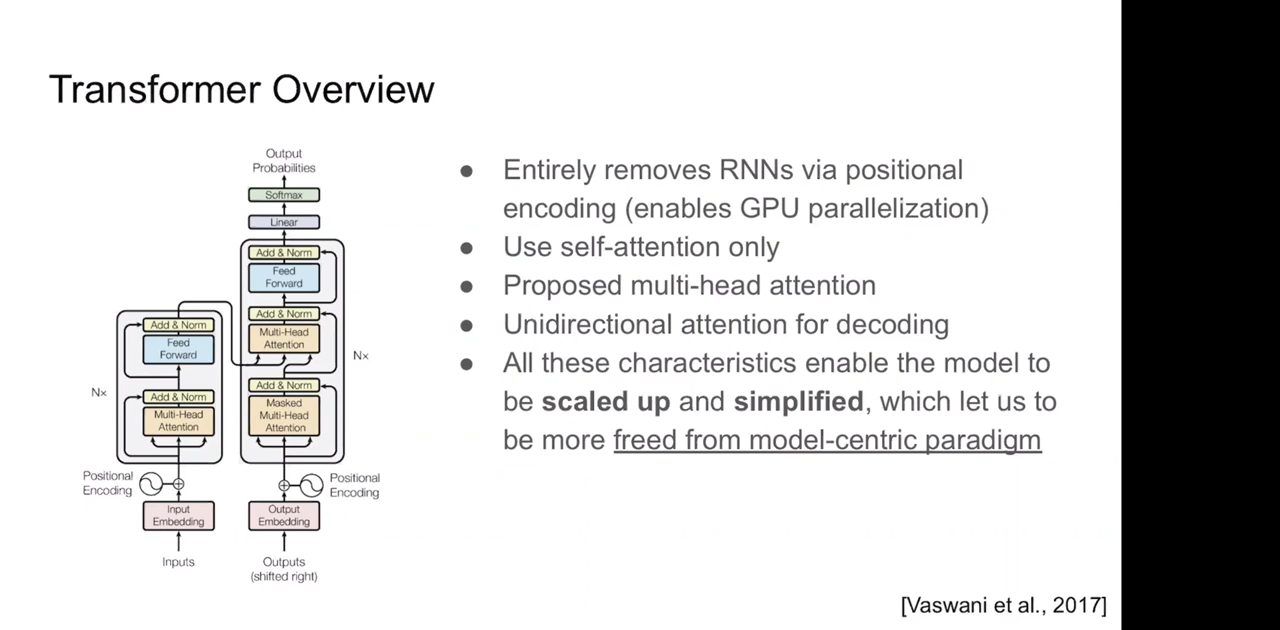 Transformer Overview
Output
Probabilities
Softmax
Linear
Add & Norm
Feed
Forward
Add & Norm
Multi-Head
Attention
Add & Norm
Masked
Multi-Head
Attention
Nx
Add & Norm
Feed
Forward
Add & Norm
Multi-Head
Attention
Nx
Positional
Encoding
Positional
Encoding
Input
Embedding
Output
Embedding
Inputs
Outputs
(shifted right)
● Entirely removes RNNs via positional
encoding (enables GPU parallelization)
● Use self-attention only
● Proposed multi-head attention
● Unidirectional attention for decoding
● All these characteristics enable the model to
be scaled up and simplified, which let us to
be more freed from model-centric paradigm
[Vaswani et al., 2017]